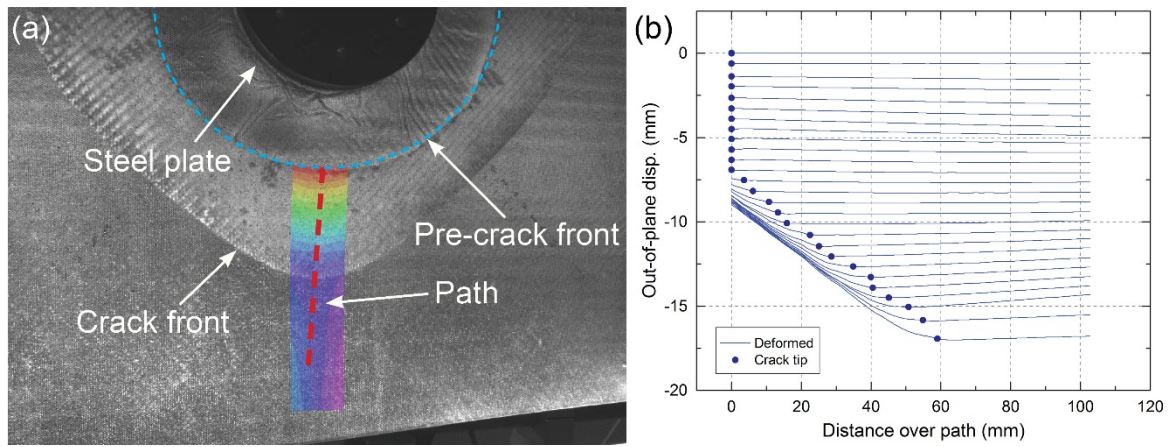 (a)
Steel plate
Pre-crack front
Path
Crack front
(b)
Out-of-plane disp. (mm)
0
-5
-10
-15
-20
Deformed
Crack tip
0 20 40 60 80 100 120
Distance over path (mm)